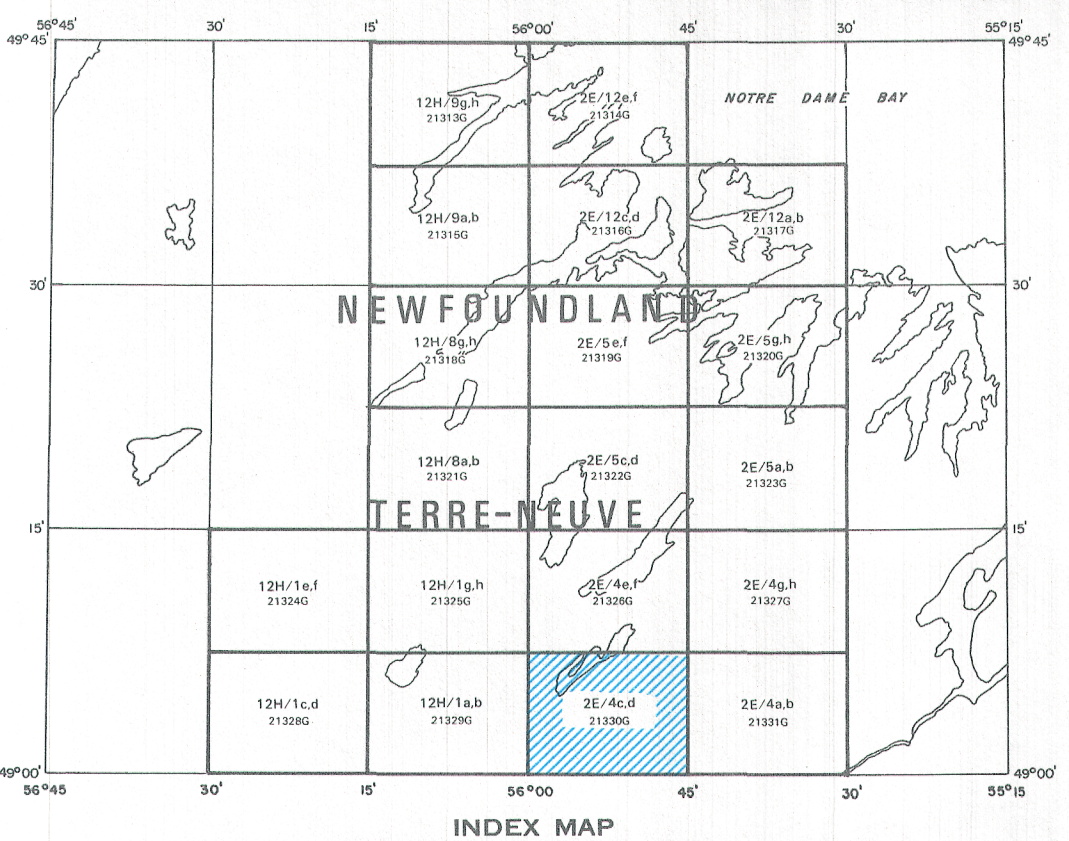 56°45' 30' 15' 56°00' 45' 30' 55°15'
49°45' 49°45'
NOTRE DAME BAY
12H/9g,h
21313G
2E/12e,f
21314G
12H/9a,b
21315G
2E/12c,d
21316G
2E/12a,b
21317G
30' 30'
NEWFOUNDLAND
12H/8g,h
21318G
2E/5e,f
21319G
2E/5g,h
21320G
12H/8a,b
21321G
2E/5c,d
21322G
2E/5a,b
21323G
TERRE-NEUVE
15' 15'
12H/1e,f
21324G
12H/1g,h
21325G
2E/4e,f
21326G
2E/4g,h
21327G
12H/1c,d
21328G
12H/1a,b
21329G
2E/4c,d
21330G
2E/4a,b
21331G
49°00' 49°00'
56°45' 30' 15' 56°00 45' 30' 55°15'
INDEX MAP